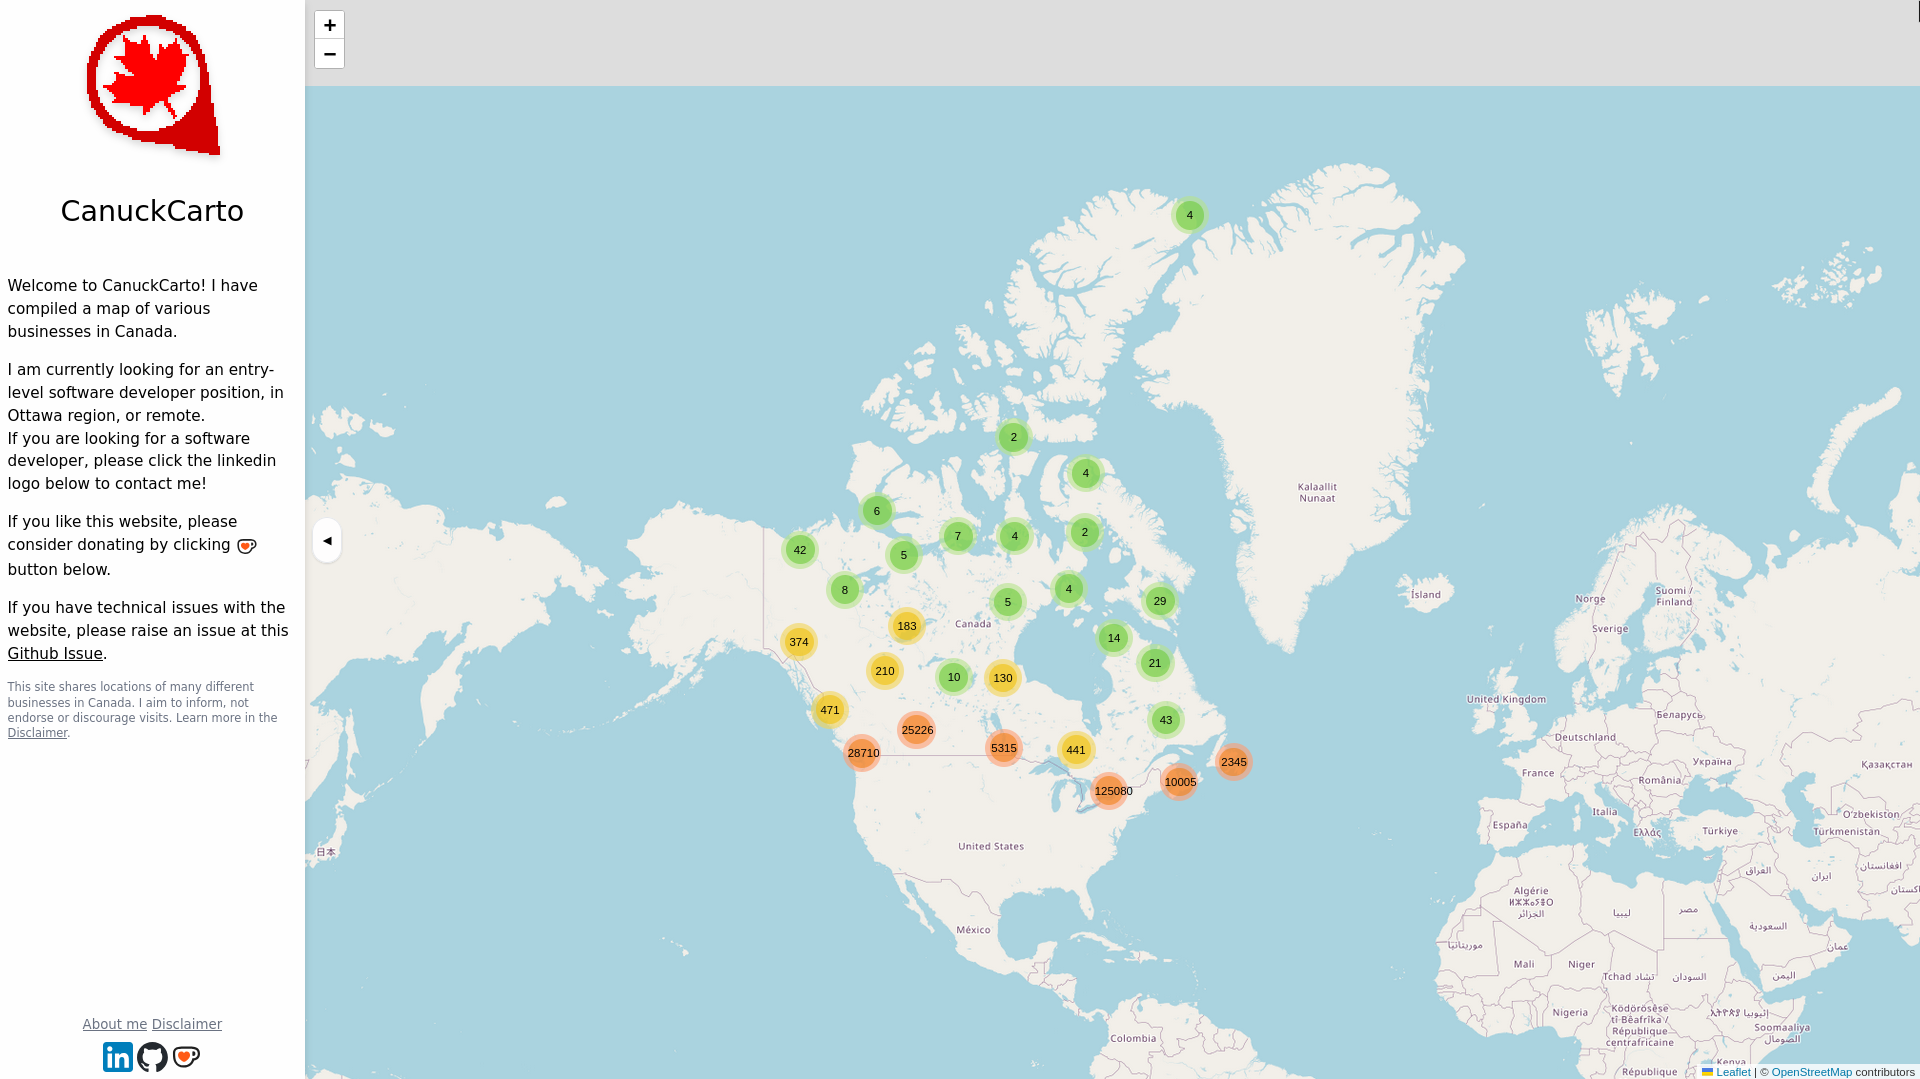 CanuckCarto
Welcome to CanuckCarto! I have
compiled a map of various
businesses in Canada.
I am currently looking for an entry-
level software developer position, in
Ottawa region, or remote.
If you are looking for a software
developer, please click the linkedin
logo below to contact me!
If you like this website, please
consider donating by clicking
button below.
If you have technical issues with the
website, please raise an issue at this
Github Issue.
This site shares locations of many different
businesses in Canada. I aim to inform, not
endorse or discourage visits. Learn more in the
Disclaimer.
About me Disclaimer
in
+
−
◄
4
2
4
6
7
4
2
42
5
8
4
5
29
183
Canada
374
14
21
210
10
130
471
43
25226
28710
5315
441
2345
10005
125080
Kalaallit
Nunaat
Ísland
Norge
Suomi /
Finland
Sverige
United Kingdom
Беларусь
Deutschland
Україна
France
România
Қазақстан
Italia
España
Ελλάς
Türkiye
Oʻzbekiston
Türkmenistan
日本
United States
México
Colombia
العراق
ایران
افغانستان
پاکستان
Algérie
ⵍⵣⵣⴰⵢⴻⵔ
الجزائر
ليبيا
مصر
السعودية
موريتانيا
عمان
Mali
Niger
Tchad تشاد
السودان
اليمن
Nigeria
Ködörösêse
tî Bêafrîka /
République
centrafricaine
ኢትዮጵያ إثيوبيا
Soomaaliya
الصومال
Kenya
République
Leaflet | © OpenStreetMap contributors